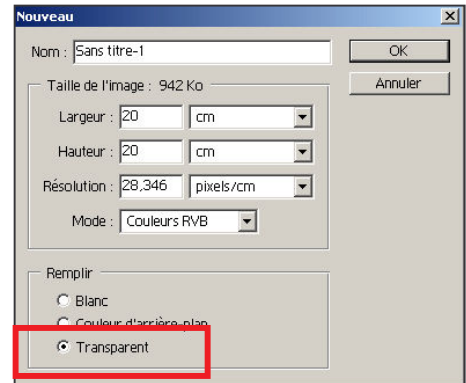 Nouveau
Nom : Sans titre-1
OK
Annuler
Taille de l'image : 942 Ko
Largeur : 20 cm
Hauteur : 20 cm
Résolution : 28,346 pixels/cm
Mode : Couleurs RVB
Remplir
Blanc
Couleur d'arrière-plan
Transparent